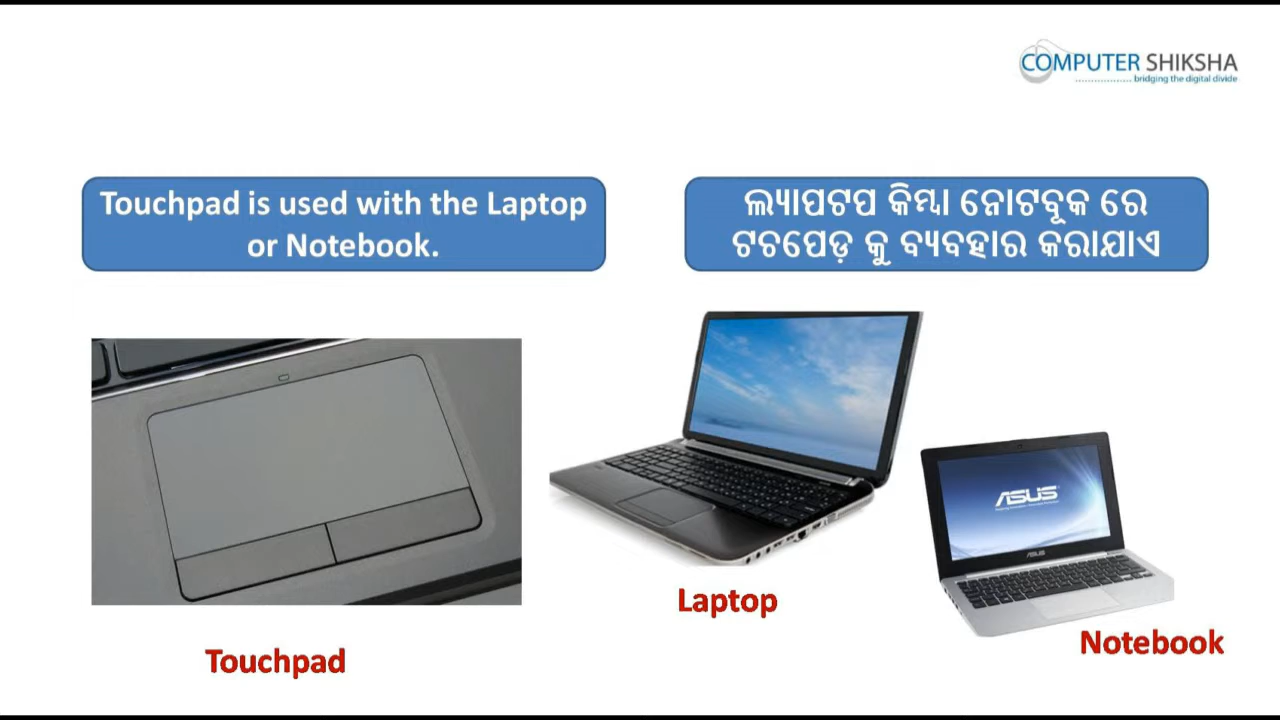 COMPUTER SHIKSHA
bridging the digital divide
Touchpad is used with the Laptop
or Notebook.
ଲ୍ୟାପଟପ କିମ୍ବା ନୋଟବୂକ ରେ
ଟଚପେଡ଼ କୁ ବ୍ୟବହାର କରାଯାଏ
ASUS
ASUS
Laptop
Notebook
Touchpad